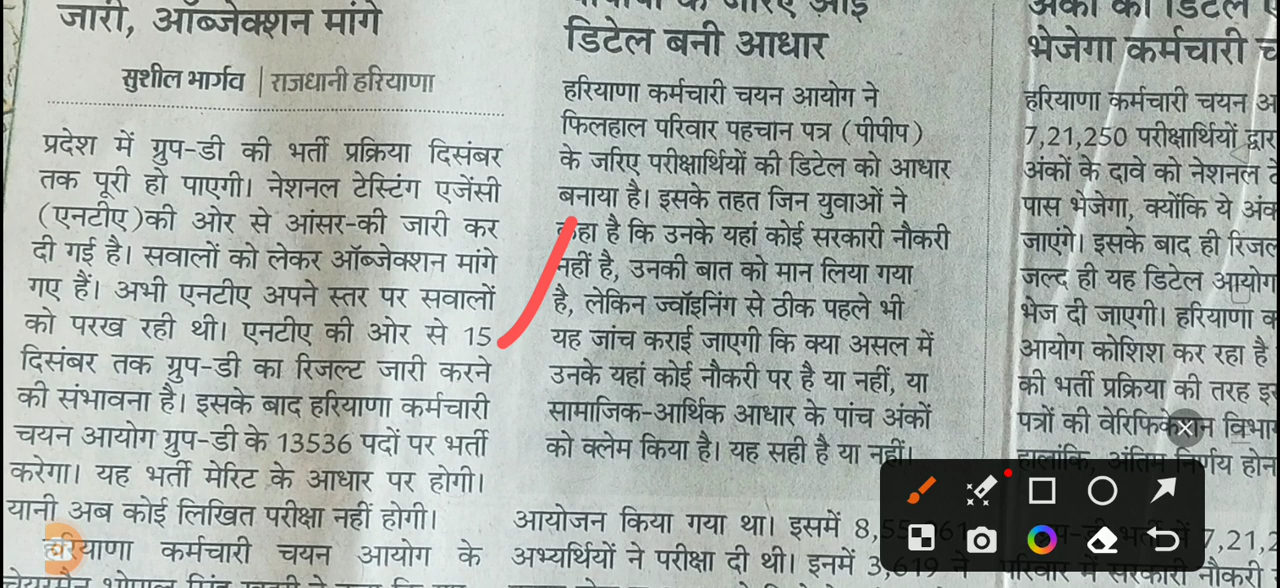 जारी, ऑब्जेक्शन मांगे
सुशील भार्गव | राजधानी हरियाणा
प्रदेश में ग्रुप-डी की भर्ती प्रक्रिया दिसंबर
तक पूरी हो पाएगी। नेशनल टेस्टिंग एजेंसी
(एनटीए)की ओर से आंसर-की जारी कर
दी गई है। सवालों को लेकर ऑब्जेक्शन मांगे
गए हैं। अभी एनटीए अपने स्तर पर सवालों
को परख रही थी। एनटीए की ओर से 15
दिसंबर तक ग्रुप-डी का रिजल्ट जारी करने
की संभावना है। इसके बाद हरियाणा कर्मचारी
चयन आयोग ग्रुप-डी के 13536 पदों पर भर्ती
करेगा। यह भर्ती मेरिट के आधार पर होगी।
यानी अब कोई लिखित परीक्षा नहीं होगी।
हरियाणा कर्मचारी चयन आयोग के
के जरिए आई
डिटेल बनी आधार
हरियाणा कर्मचारी चयन आयोग ने
फिलहाल परिवार पहचान पत्र (पीपीप)
के जरिए परीक्षार्थियों की डिटेल को आधार
बनाया है। इसके तहत जिन युवाओं ने
कहा है कि उनके यहां कोई सरकारी नौकरी
नहीं है, उनकी बात को मान लिया गया
है, लेकिन ज्वॉइनिंग से ठीक पहले भी
यह जांच कराई जाएगी कि क्या असल में
उनके यहां कोई नौकरी पर है या नहीं, या
सामाजिक-आर्थिक आधार के पांच अंकों
को क्लेम किया है। यह सही है या नहीं।
आयोजन किया गया था। इसमें
अभ्यर्थियों ने परीक्षा दी थी। इनमें 3,619 ने
अंकों की डिटेल
भेजेगा कर्मचारी
हरियाणा कर्मचारी चयन
7,21,250 परीक्षार्थियों
अंकों के दावे को नेशनल
पास भेजेगा, क्योंकि ये
जाएंगे। इसके बाद ही
जल्द ही यह डिटेल आयोग
भेज दी जाएगी। हरियाणा
आयोग कोशिश कर रहा है
की भर्ती प्रक्रिया की तरह
पत्रों की वेरिफिकेशन
हालांकि, अंतिम निर्णय
परिवार में सरकारी नौकरी